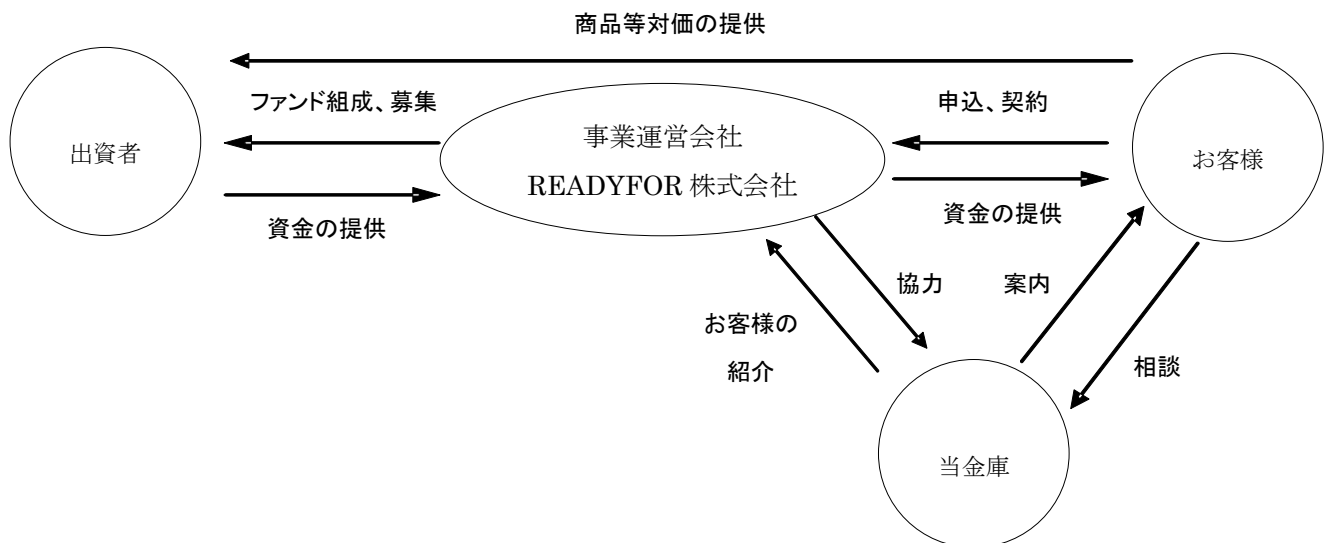 商品等対価の提供
ファンド組成、募集
申込、契約
出資者
事業運営会社
READYFOR 株式会社
お客様
資金の提供
資金の提供
協力
案内
お客様の
紹介
相談
当金庫